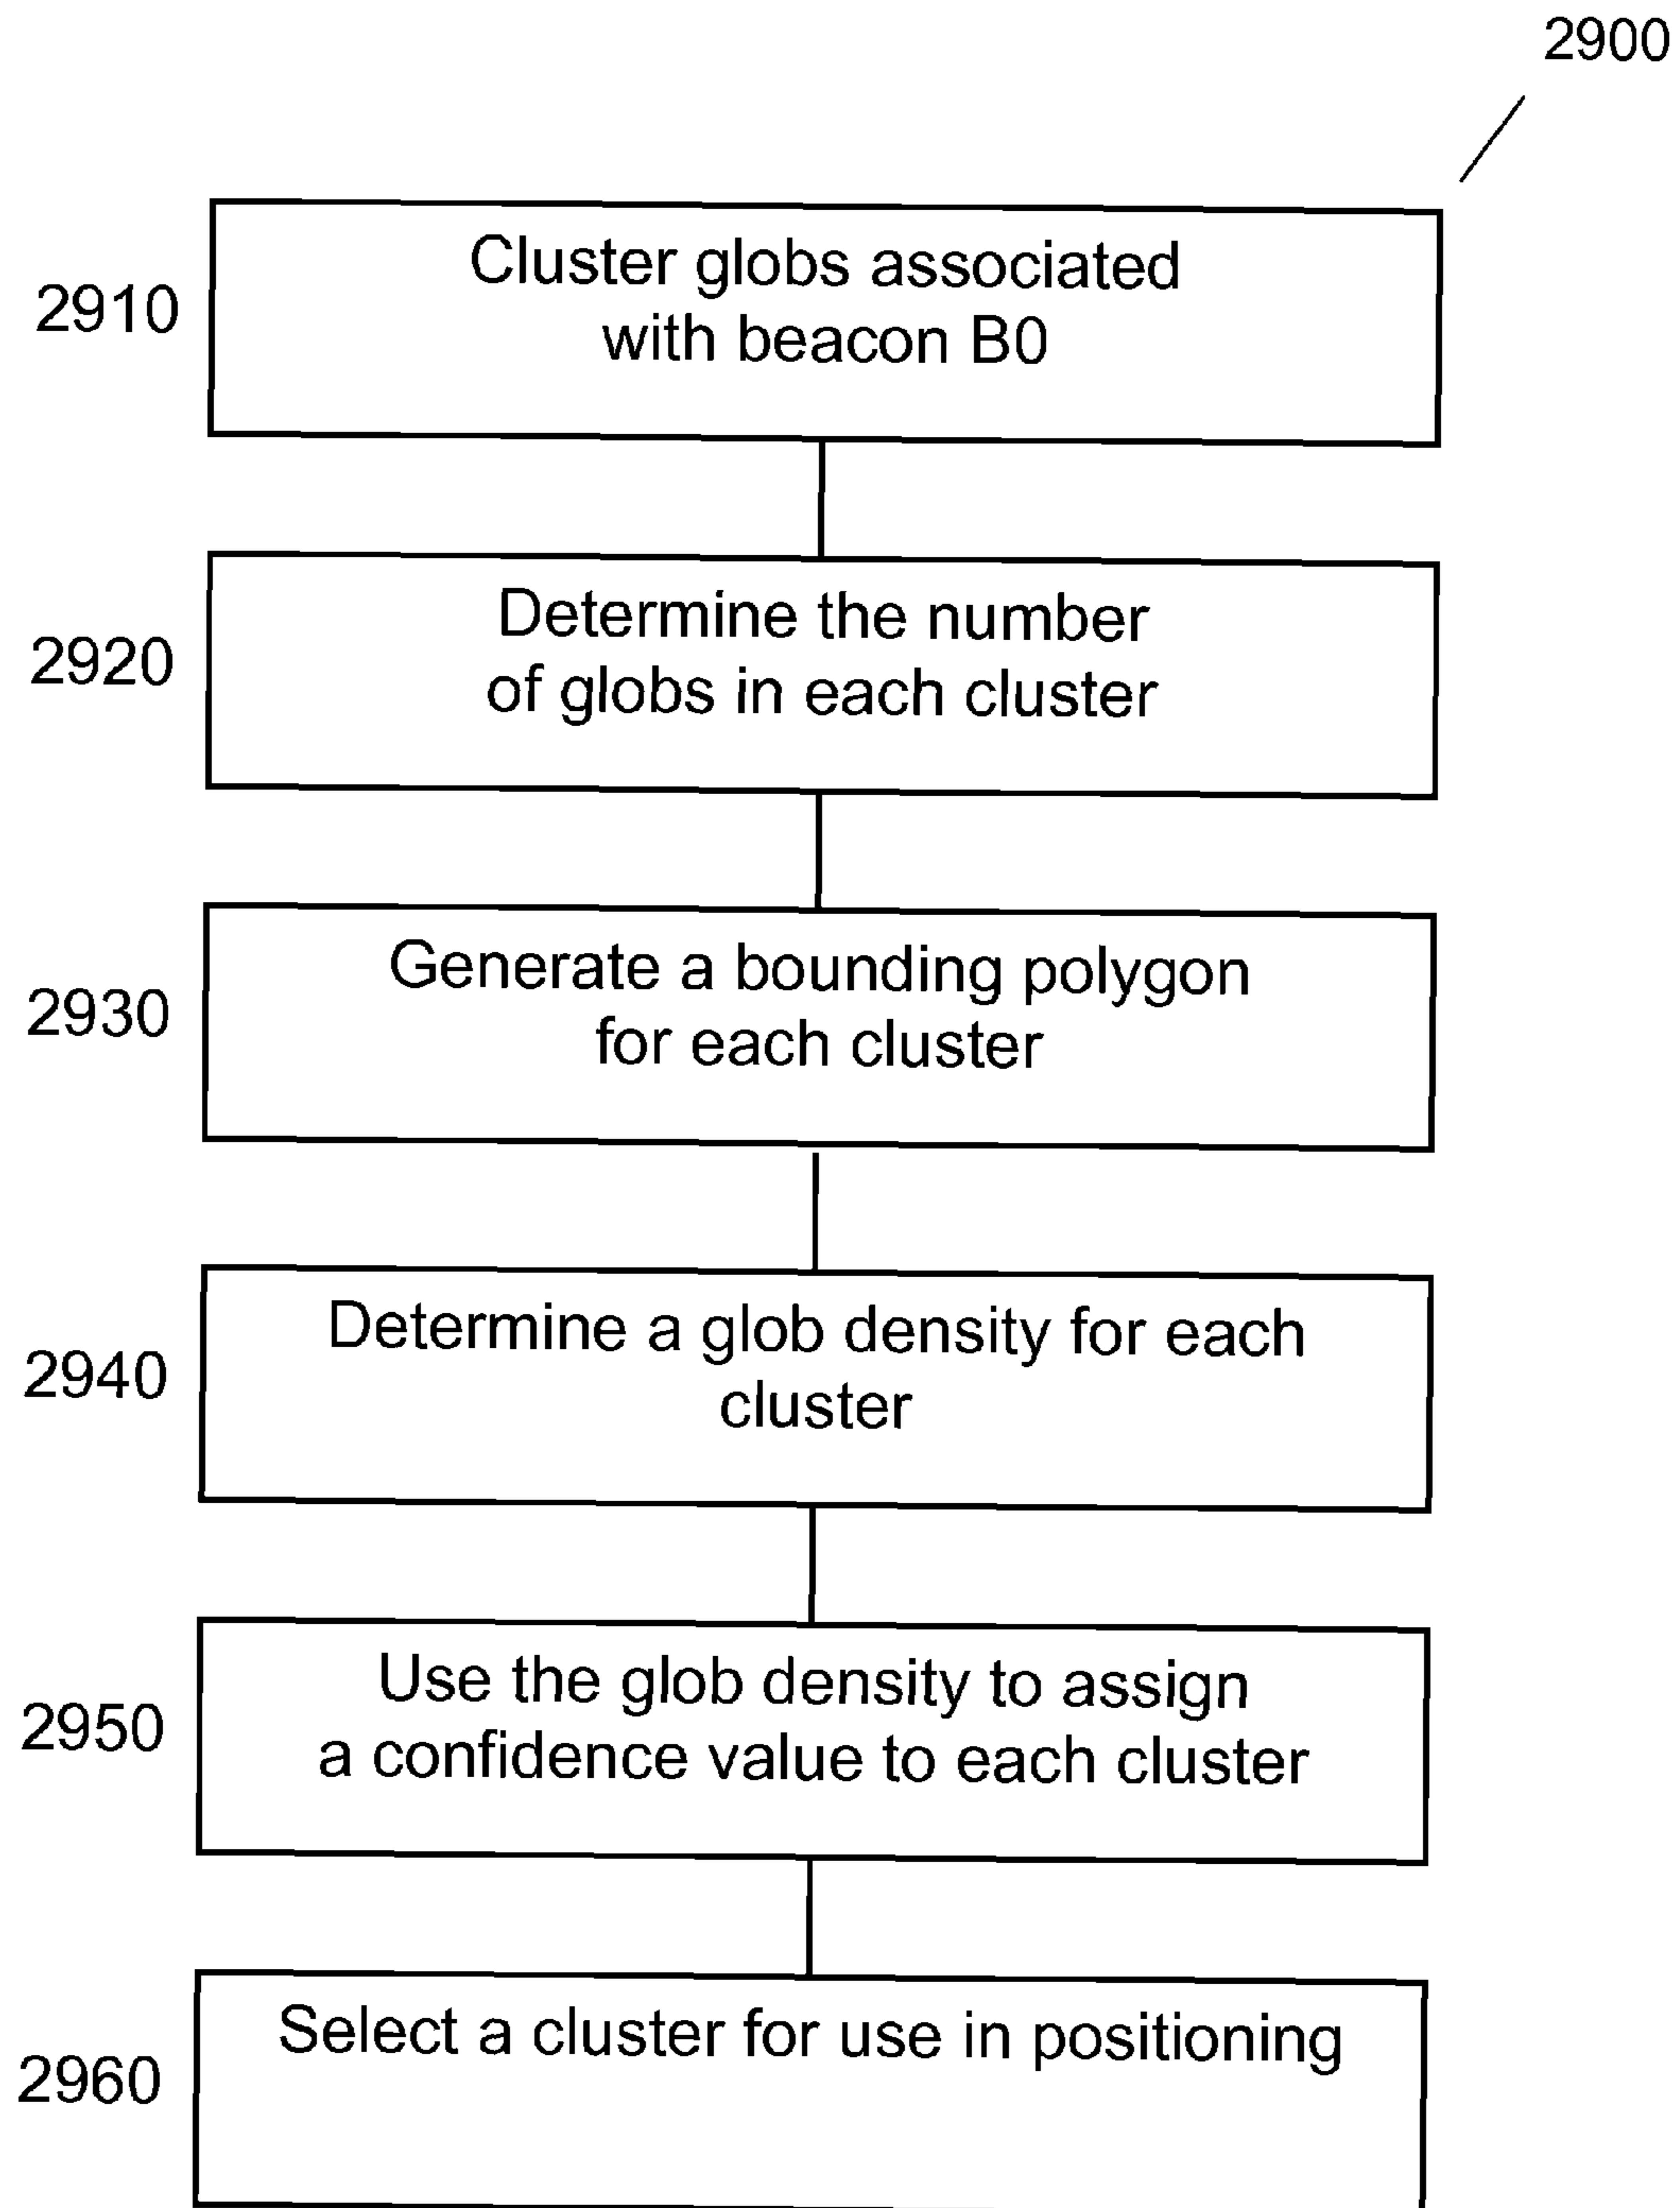 2900
2910
Cluster globs associated
with beacon B0
2920
Determine the number
of globs in each cluster
2930
Generate a bounding polygon
for each cluster
2940
Determine a glob density for each
cluster
2950
Use the glob density to assign
a confidence value to each cluster
2960
Select a cluster for use in positioning